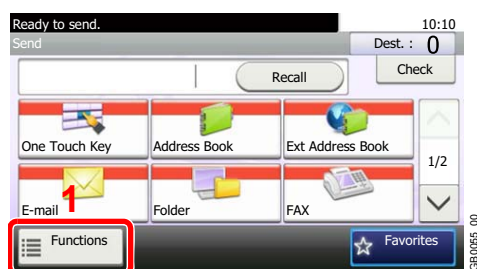 Ready to send. 10:10
Send Dest. : 0
Recall Check
One Touch Key Address Book Ext Address Book
1/2
1
E-mail Folder FAX
Functions Favorites
GB0055_00